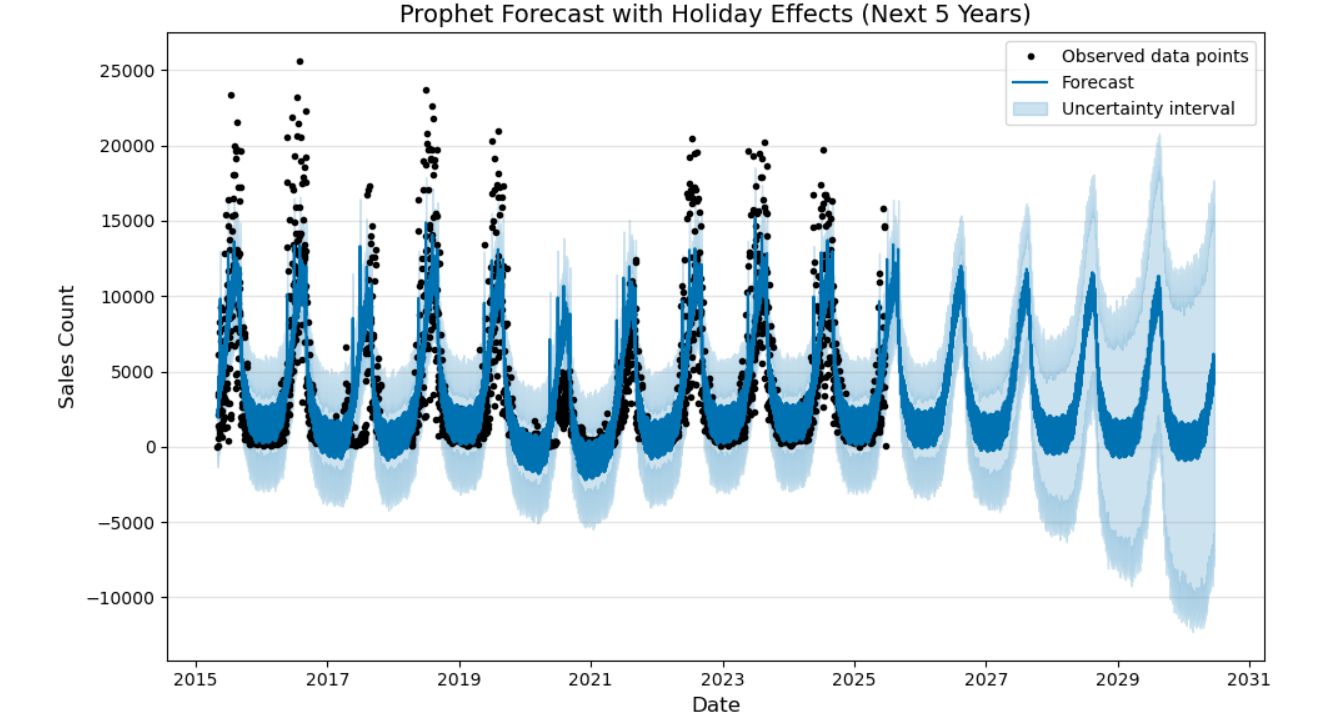 Prophet Forecast with Holiday Effects (Next 5 Years)
Observed data points
Forecast
Uncertainty interval
25000
20000
15000
10000
5000
0
−5000
−10000
Sales Count
2015 2017 2019 2021 2023 2025 2027 2029 2031
Date